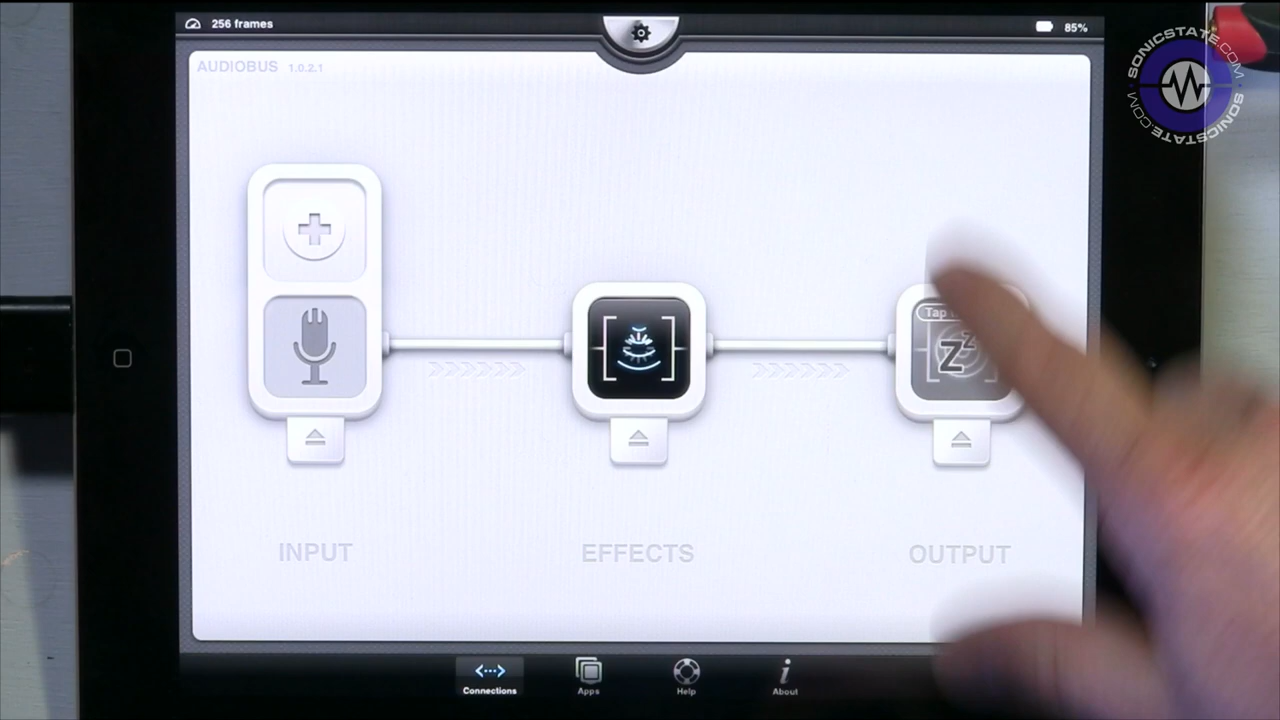 256 frames
85%
AUDIOBUS 1.0.2.1
SONICSTATE.COM
SONICSTATE.COM
Tap
Z Z
INPUT
EFFECTS
OUTPUT
Connections
Apps
Help
About